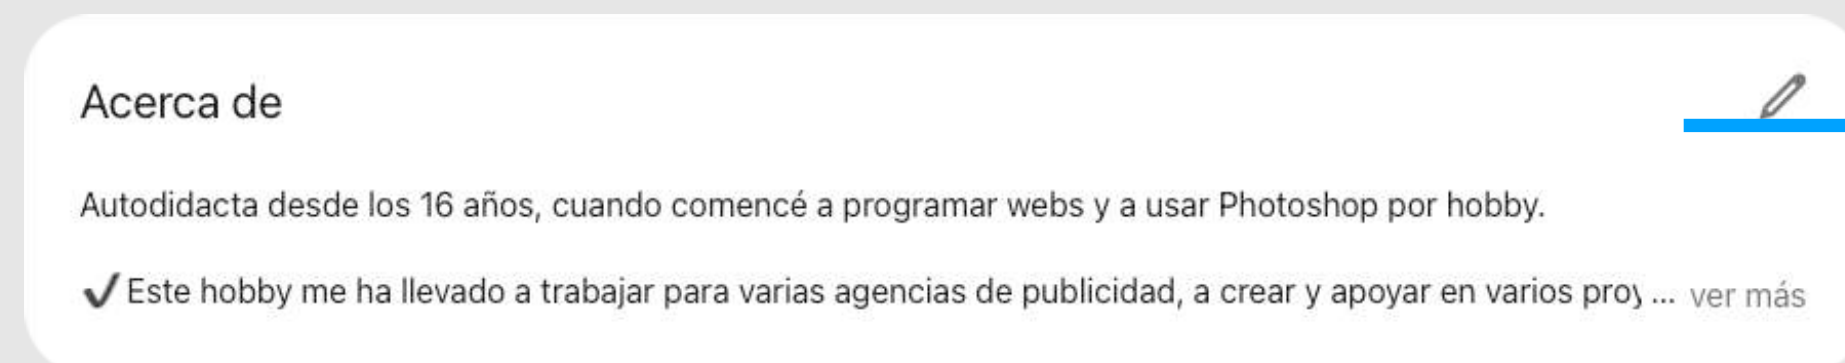 Acerca de
Autodidacta desde los 16 años, cuando comencé a programar webs y a usar Photoshop por hobby.
✔Este hobby me ha llevado a trabajar para varias agencias de publicidad, a crear y apoyar en varios proy ... ver más